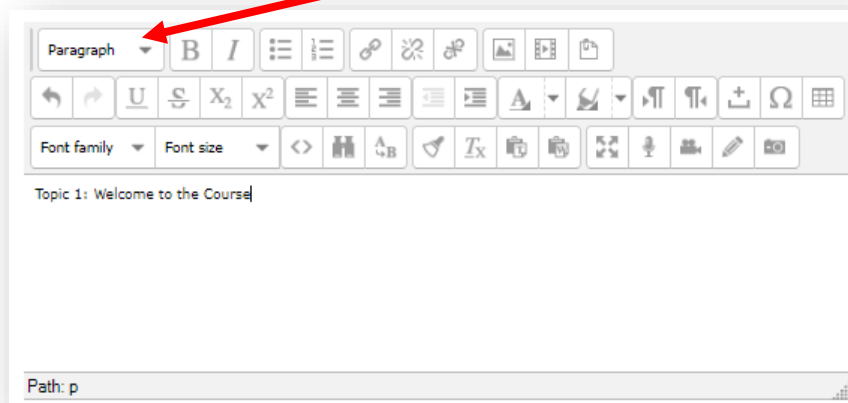 Paragraph B I
U S X2 X2 A Ω
Font family Font size <> A B Tx T W
Topic 1: Welcome to the Course
Path: p